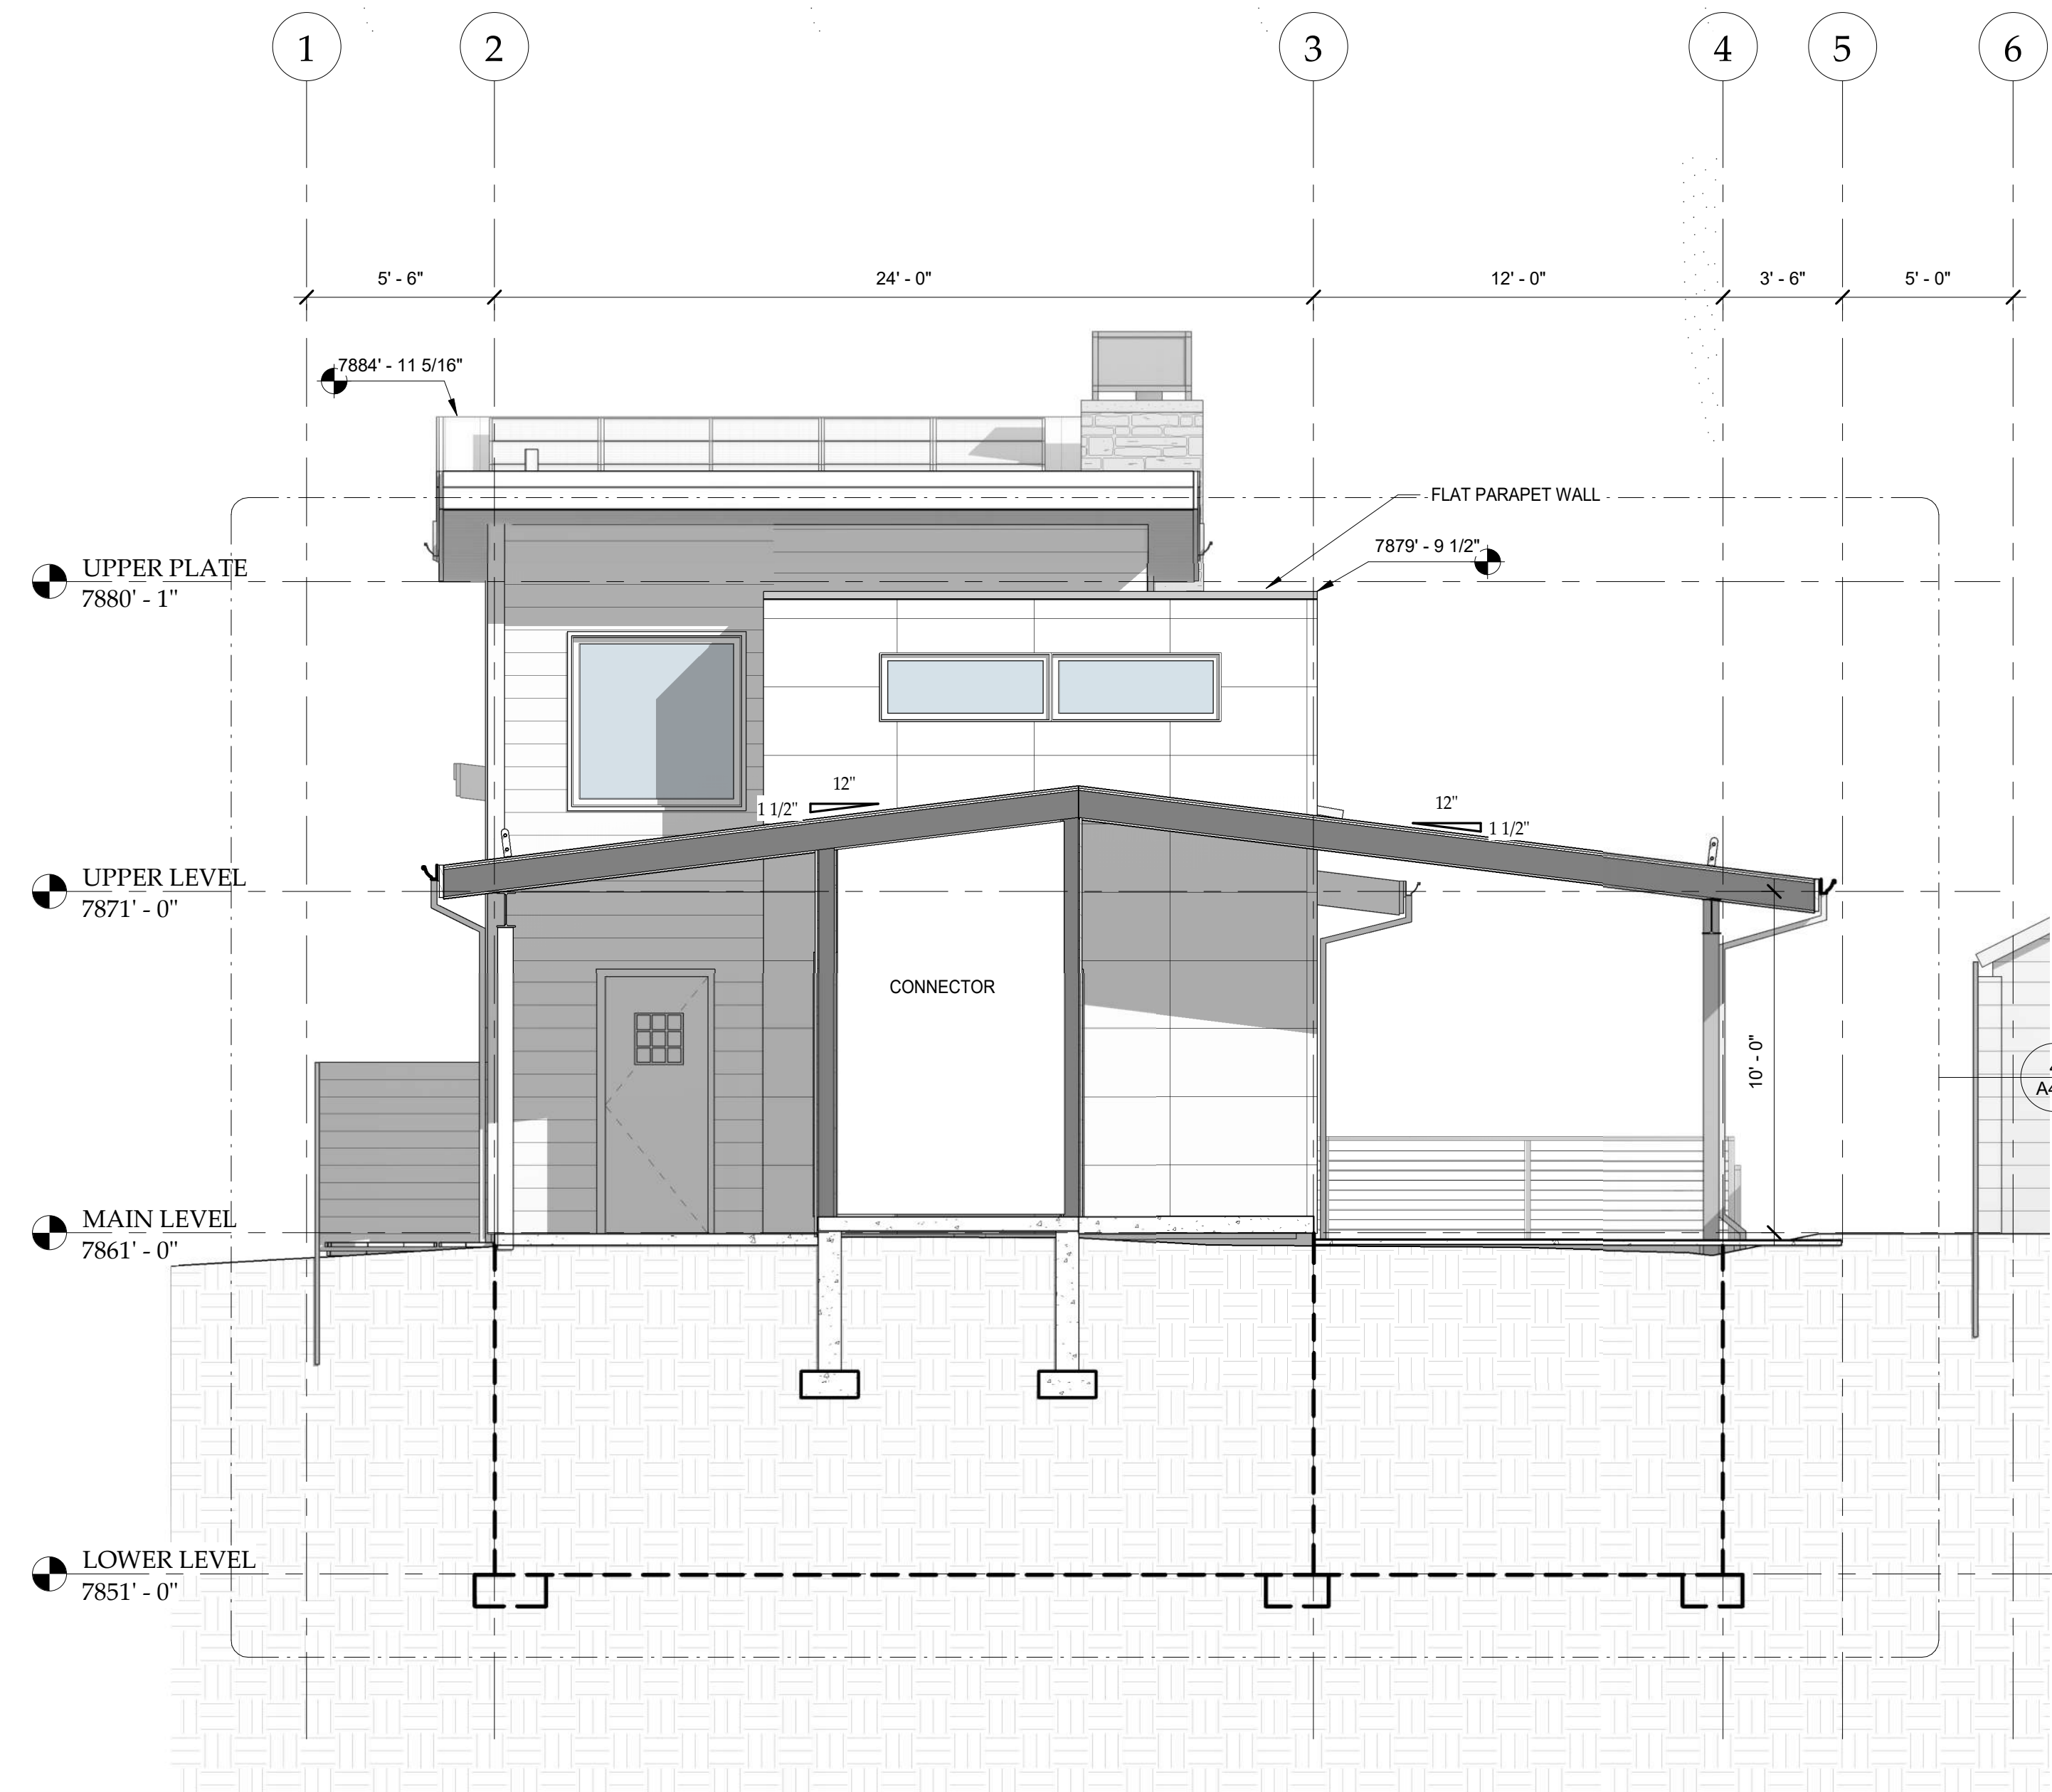 1
2
3
4
5
6
5' - 6"
24' - 0"
12' - 0"
3' - 6"
5' - 0"
7884' - 11 5/16"
FLAT PARAPET WALL
7879' - 9 1/2"
UPPER PLATE
7880' - 1"
12"
1 1/2"
12"
1 1/2"
UPPER LEVEL
7871' - 0"
CONNECTOR
10' - 0"
A4
MAIN LEVEL
7861' - 0"
LOWER LEVEL
7851' - 0"